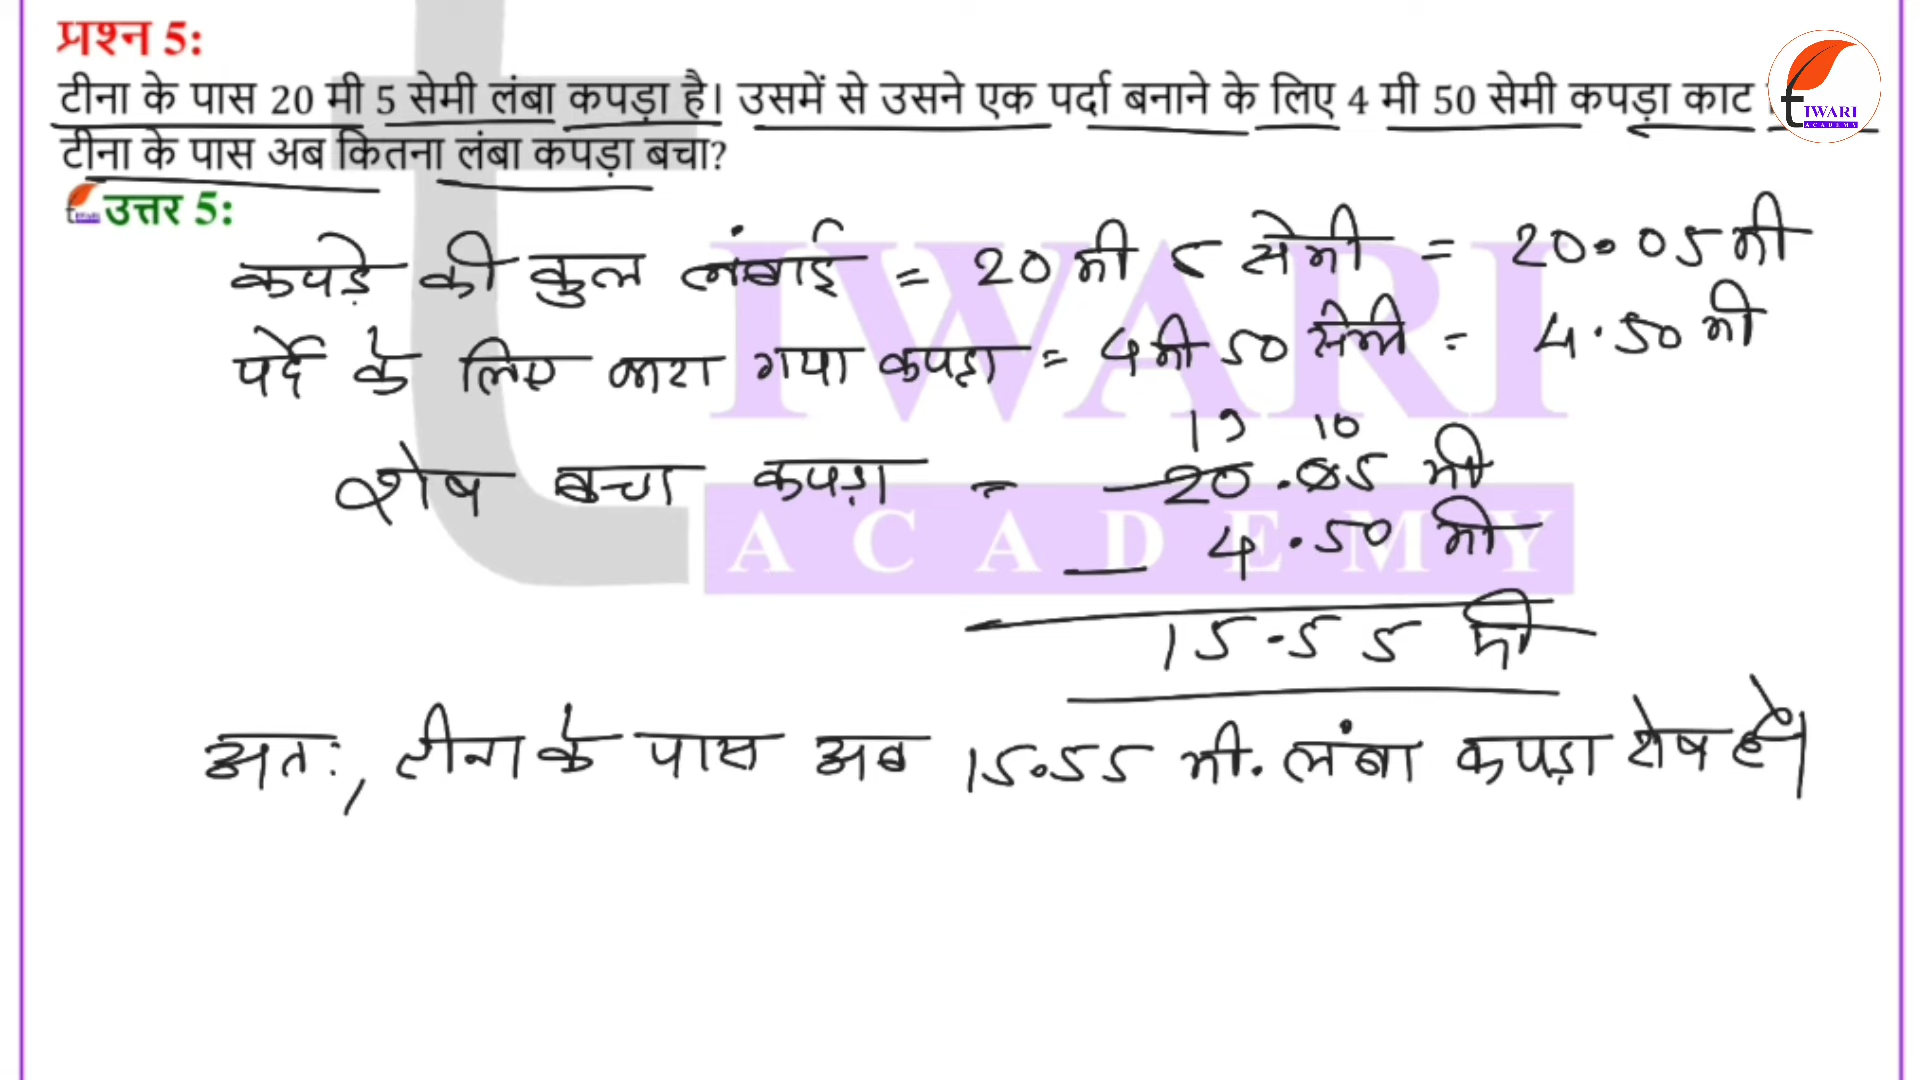 प्रश्न 5:
टीना के पास 20 मी 5 सेमी लंबा कपड़ा है। उसमें से उसने एक पर्दा बनाने के लिए 4 मी 50 सेमी कपड़ा काट
टीना के पास अब कितना लंबा कपड़ा बचा?
उत्तर 5:
कपड़े की कुल लंबाई = 20 मी 5 सेमी = 20.05 मी
पर्दे के लिए काटा गया कपड़ा = 4 मी 50 सेमी = 4.50 मी
19 10
शेष बचा कपड़ा = 20.05 मी
— 4.50 मी
15.55 मी
अतः, टीना के पास अब 15.55 मी. लंबा कपड़ा शेष है।
IWARI
ACADEMY
TIWARI
ACADEMY